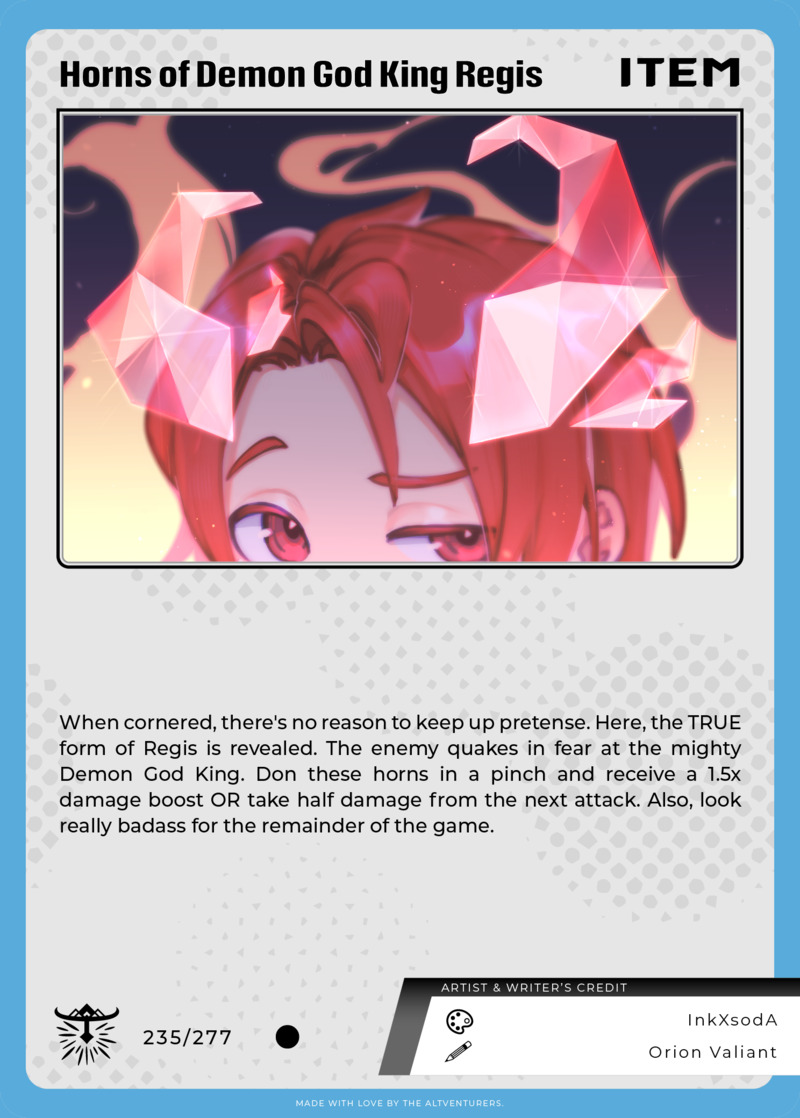 Horns of Demon God King Regis
ITEM
When cornered, there's no reason to keep up pretense. Here, the TRUE
form of Regis is revealed. The enemy quakes in fear at the mighty
Demon God King. Don these horns in a pinch and receive a 1.5x
damage boost OR take half damage from the next attack. Also, look
really badass for the remainder of the game.
ARTIST & WRITER'S CREDIT
InkXsodA
Orion Valiant
235/277
MADE WITH LOVE BY THE ALTVENTURERS.